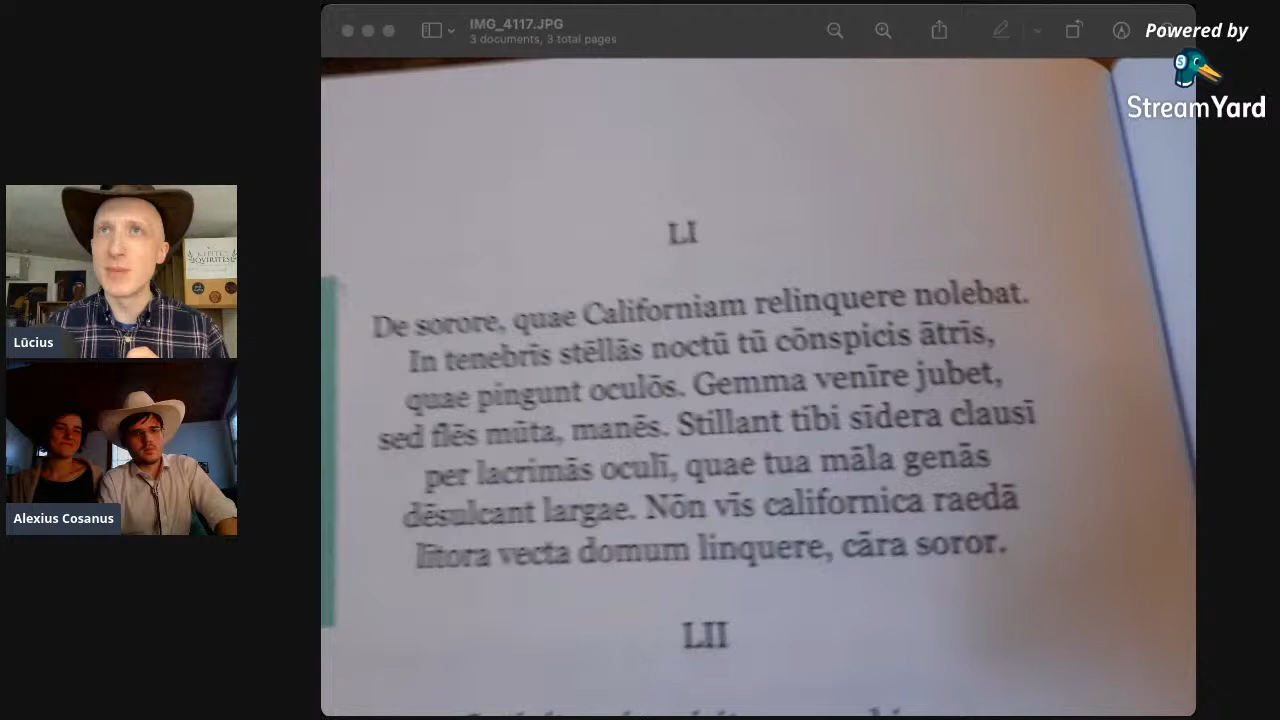 IMG_4117.JPG
3 documents, 3 total pages
Powered by
StreamYard
LI
De sorore, quae Californiam relinquere nolebat.
In tenebrīs stēllās noctū tū cōnspicis ātrīs,
quae pingunt oculōs. Gemma venīre jubet,
sed flēs mūta, manēs. Stillant tibi sīdera clausī
per lacrimās oculī, quae tua māla genās
dēsulcant largae. Nōn vīs californica raedā
lītora vecta domum linquere, cāra soror.
LII
Lūcius
Alexius Cosanus